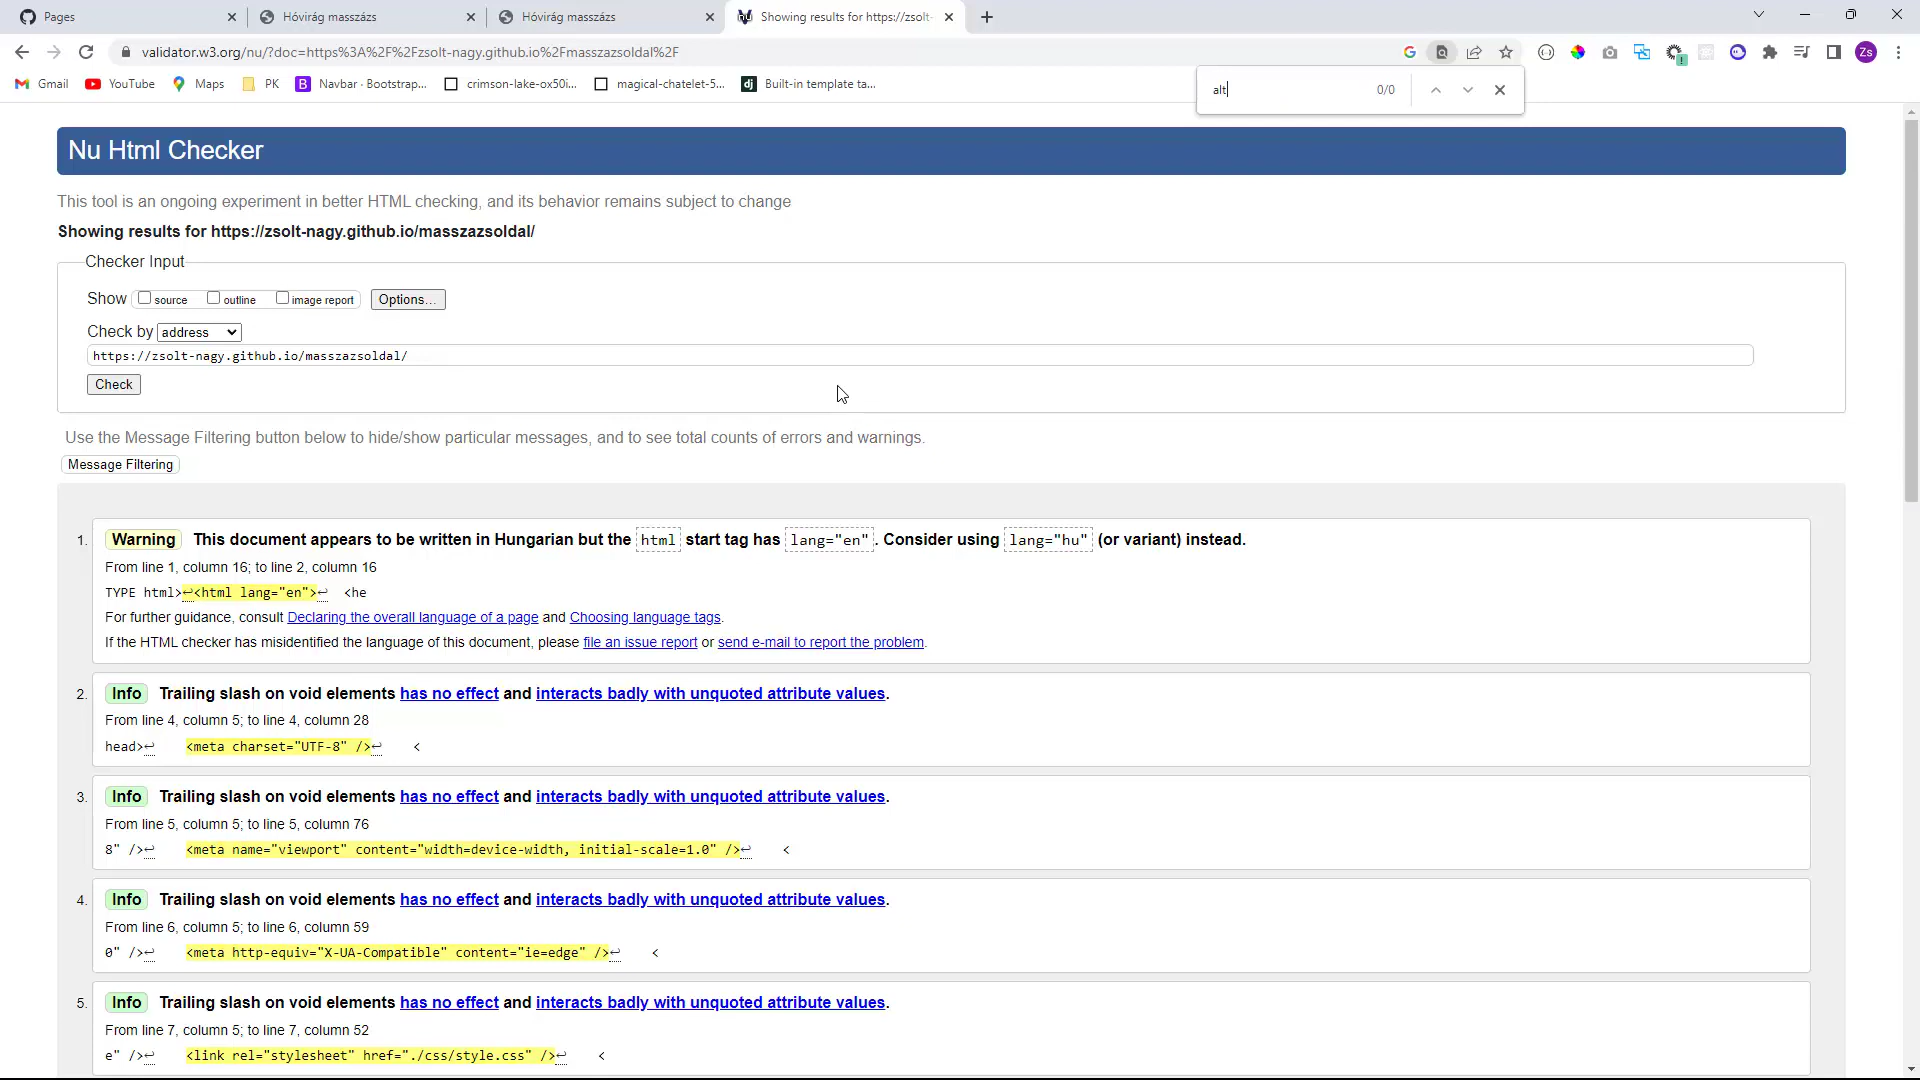 Pages
Hóvirág masszázs
Hóvirág masszázs
Showing results for https://zsolt-
validator.w3.org/nu/?doc=https%3A%2F%2Fzsolt-nagy.github.io%2Fmasszazsoldal%2F
Zs
Gmail
YouTube
Maps
PK
Navbar · Bootstrap...
crimson-lake-ox50i...
magical-chatelet-5...
dj
Built-in template ta...
alt
0/0
Nu Html Checker
This tool is an ongoing experiment in better HTML checking, and its behavior remains subject to change
Showing results for https://zsolt-nagy.github.io/masszazsoldal/
Checker Input
Show source outline image report Options...
Check by address
https://zsolt-nagy.github.io/masszazsoldal/
Check
Use the Message Filtering button below to hide/show particular messages, and to see total counts of errors and warnings.
Message Filtering
1. Warning This document appears to be written in Hungarian but the html start tag has lang="en". Consider using lang="hu" (or variant) instead.
From line 1, column 16; to line 2, column 16
TYPE html>↩<html lang="en">↩ <he
For further guidance, consult Declaring the overall language of a page and Choosing language tags.
If the HTML checker has misidentified the language of this document, please file an issue report or send e-mail to report the problem.
2. Info Trailing slash on void elements has no effect and interacts badly with unquoted attribute values.
From line 4, column 5; to line 4, column 28
head>↩ <meta charset="UTF-8" />↩ <
3. Info Trailing slash on void elements has no effect and interacts badly with unquoted attribute values.
From line 5, column 5; to line 5, column 76
8" />↩ <meta name="viewport" content="width=device-width, initial-scale=1.0" />↩ <
4. Info Trailing slash on void elements has no effect and interacts badly with unquoted attribute values.
From line 6, column 5; to line 6, column 59
0" />↩ <meta http-equiv="X-UA-Compatible" content="ie=edge" />↩ <
5. Info Trailing slash on void elements has no effect and interacts badly with unquoted attribute values.
From line 7, column 5; to line 7, column 52
e" />↩ <link rel="stylesheet" href="./css/style.css" />↩ <